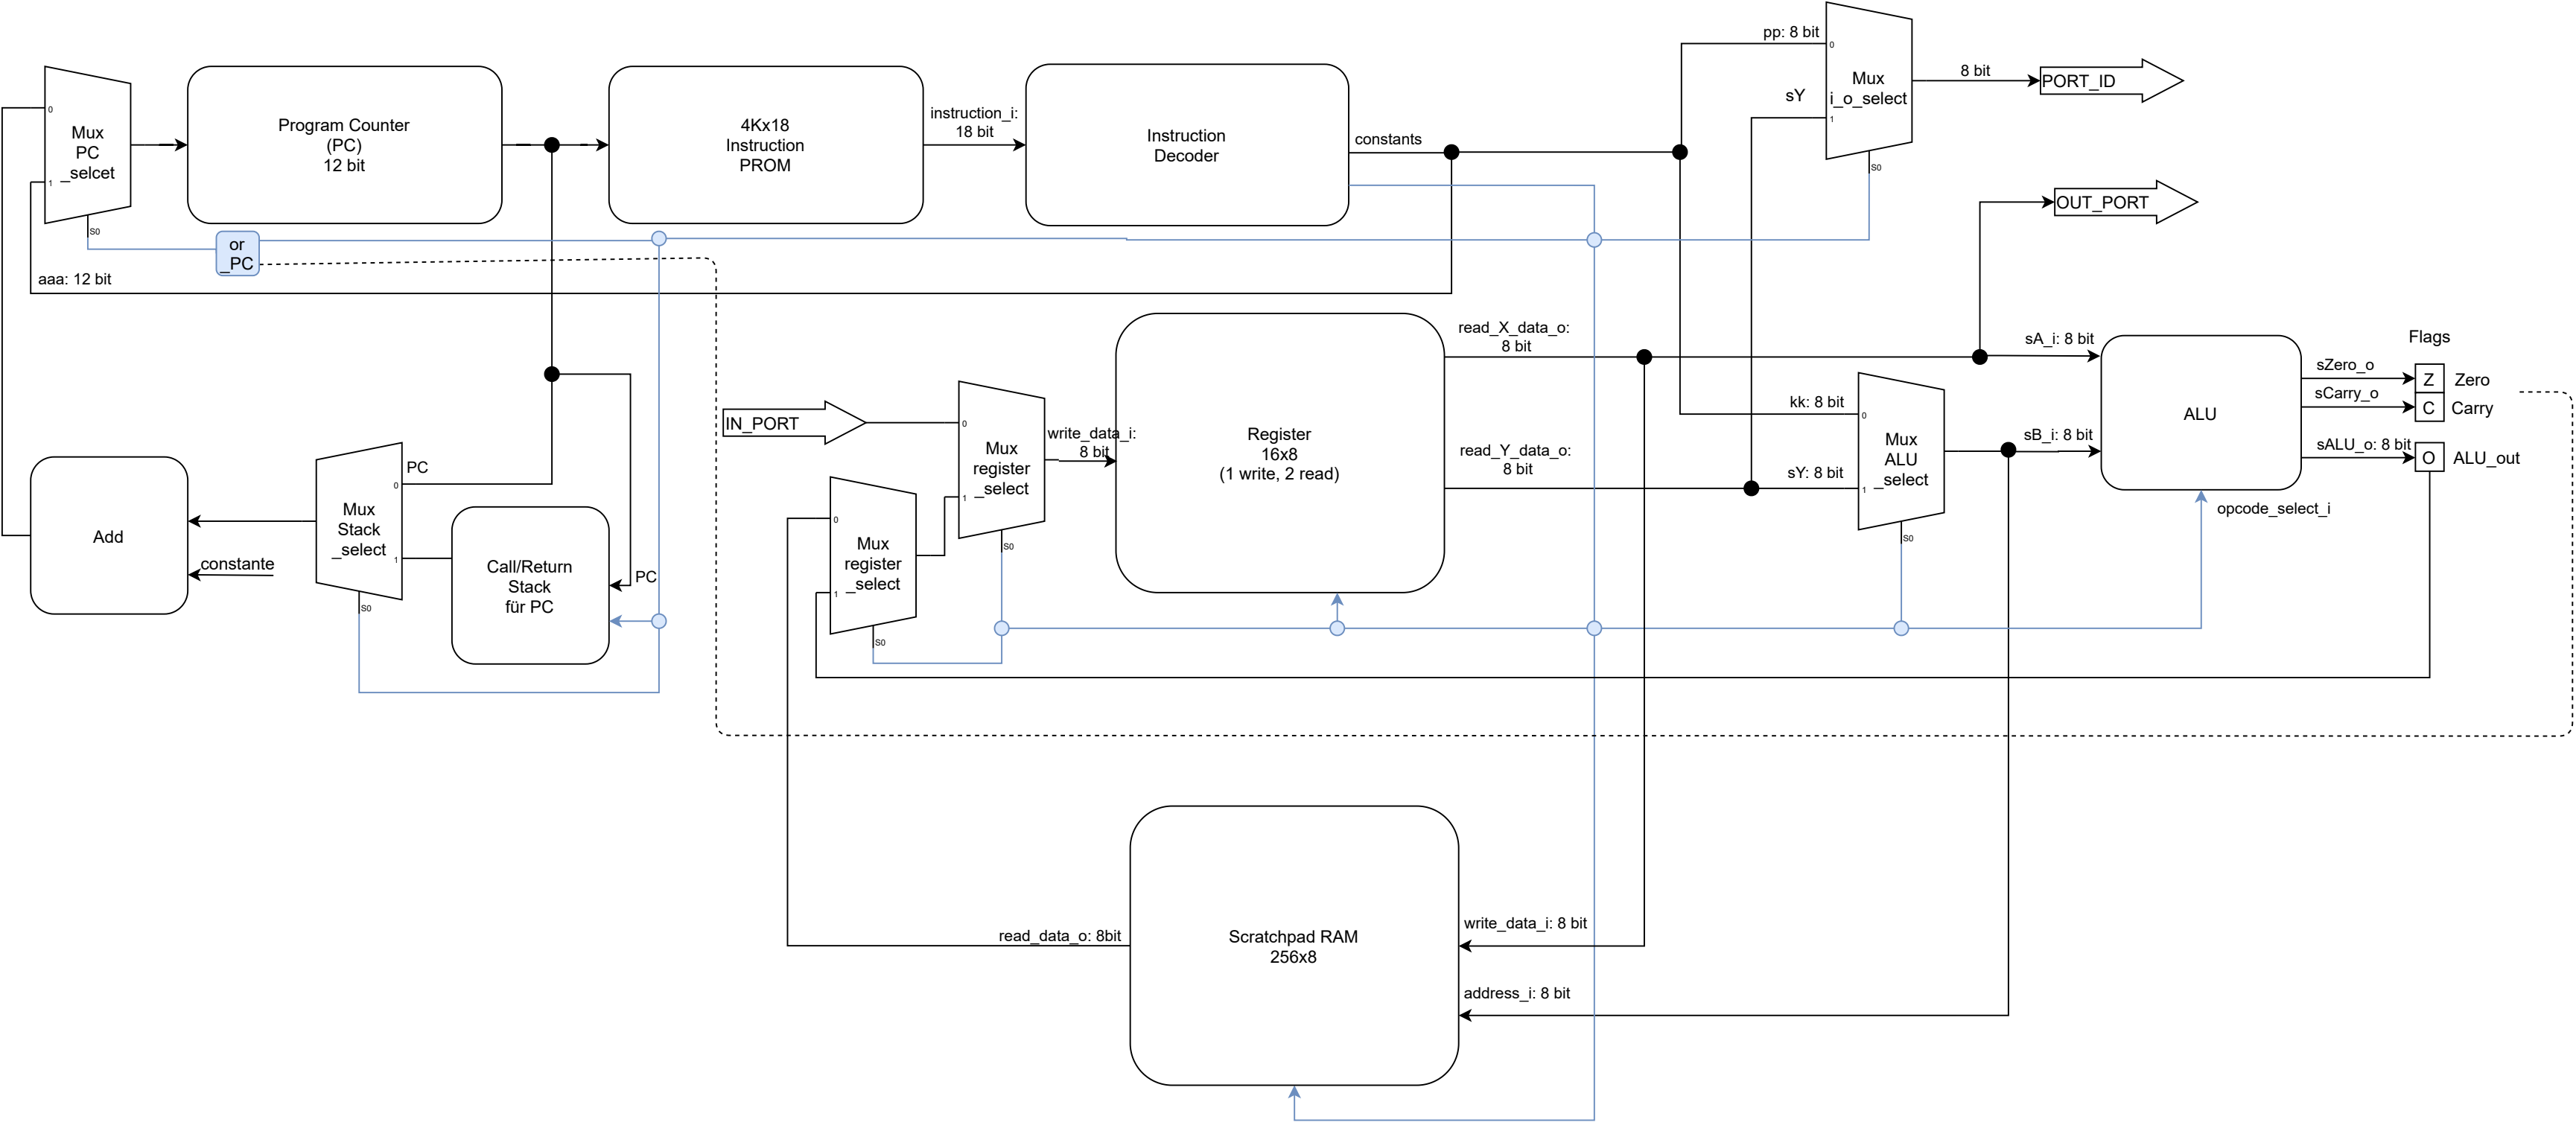 pp: 8 bit
0
Mux
i_o_select
sY
1
S0
8 bit
PORT_ID
0
Mux
PC
_selcet
1
S0
Program Counter
(PC)
12 bit
4Kx18
Instruction
PROM
instruction_i:
18 bit
Instruction
Decoder
constants
OUT_PORT
or
_PC
aaa: 12 bit
read_X_data_o:
8 bit
sA_i: 8 bit
Flags
sZero_o
Z
Zero
sCarry_o
C
Carry
ALU
sALU_o: 8 bit
O
ALU_out
opcode_select_i
kk: 8 bit
0
Mux
ALU
_select
sB_i: 8 bit
sY: 8 bit
1
S0
IN_PORT
0
Mux
register
_select
1
S0
write_data_i:
8 bit
Register
16x8
(1 write, 2 read)
read_Y_data_o:
8 bit
PC
0
Mux
Stack
_select
1
S0
Add
constante
Call/Return
Stack
für PC
PC
0
Mux
register
_select
1
S0
Scratchpad RAM
256x8
read_data_o: 8bit
write_data_i: 8 bit
address_i: 8 bit